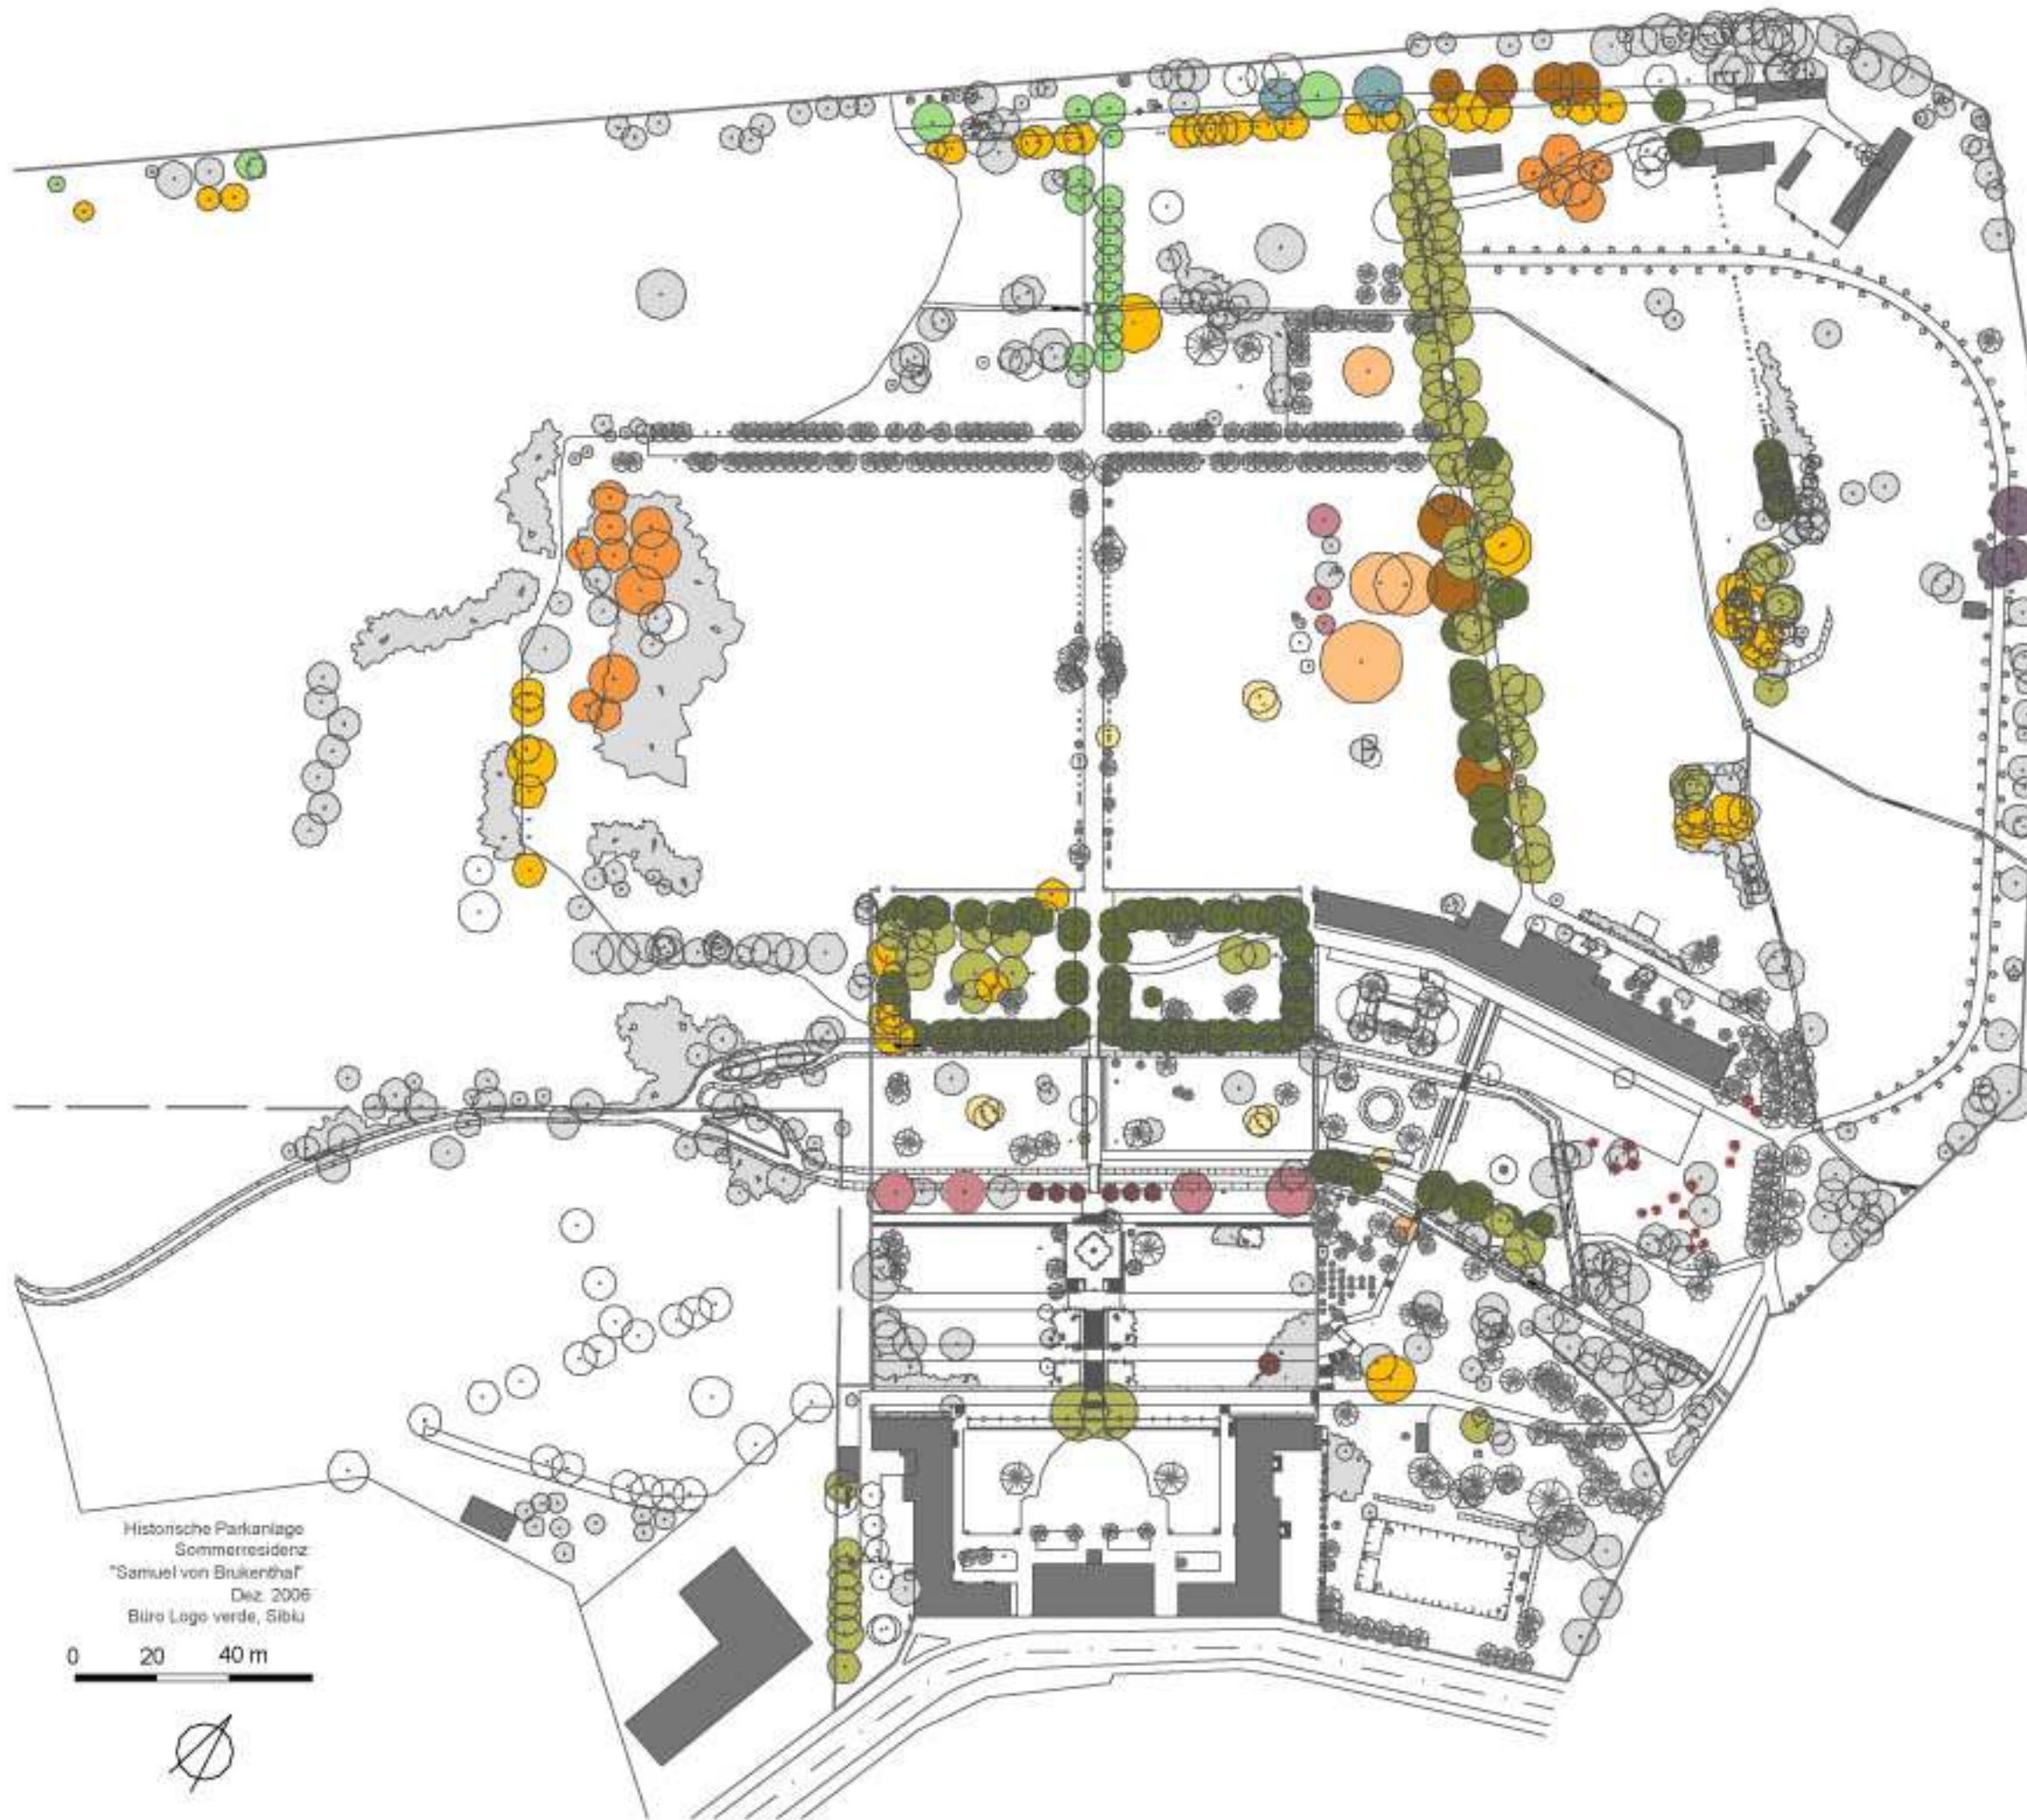 Historische Parkanlage
Sommerresidenz
"Samuel von Brukenthal"
Dez. 2006
Büro Logo verde, Sibiu
0 20 40 m